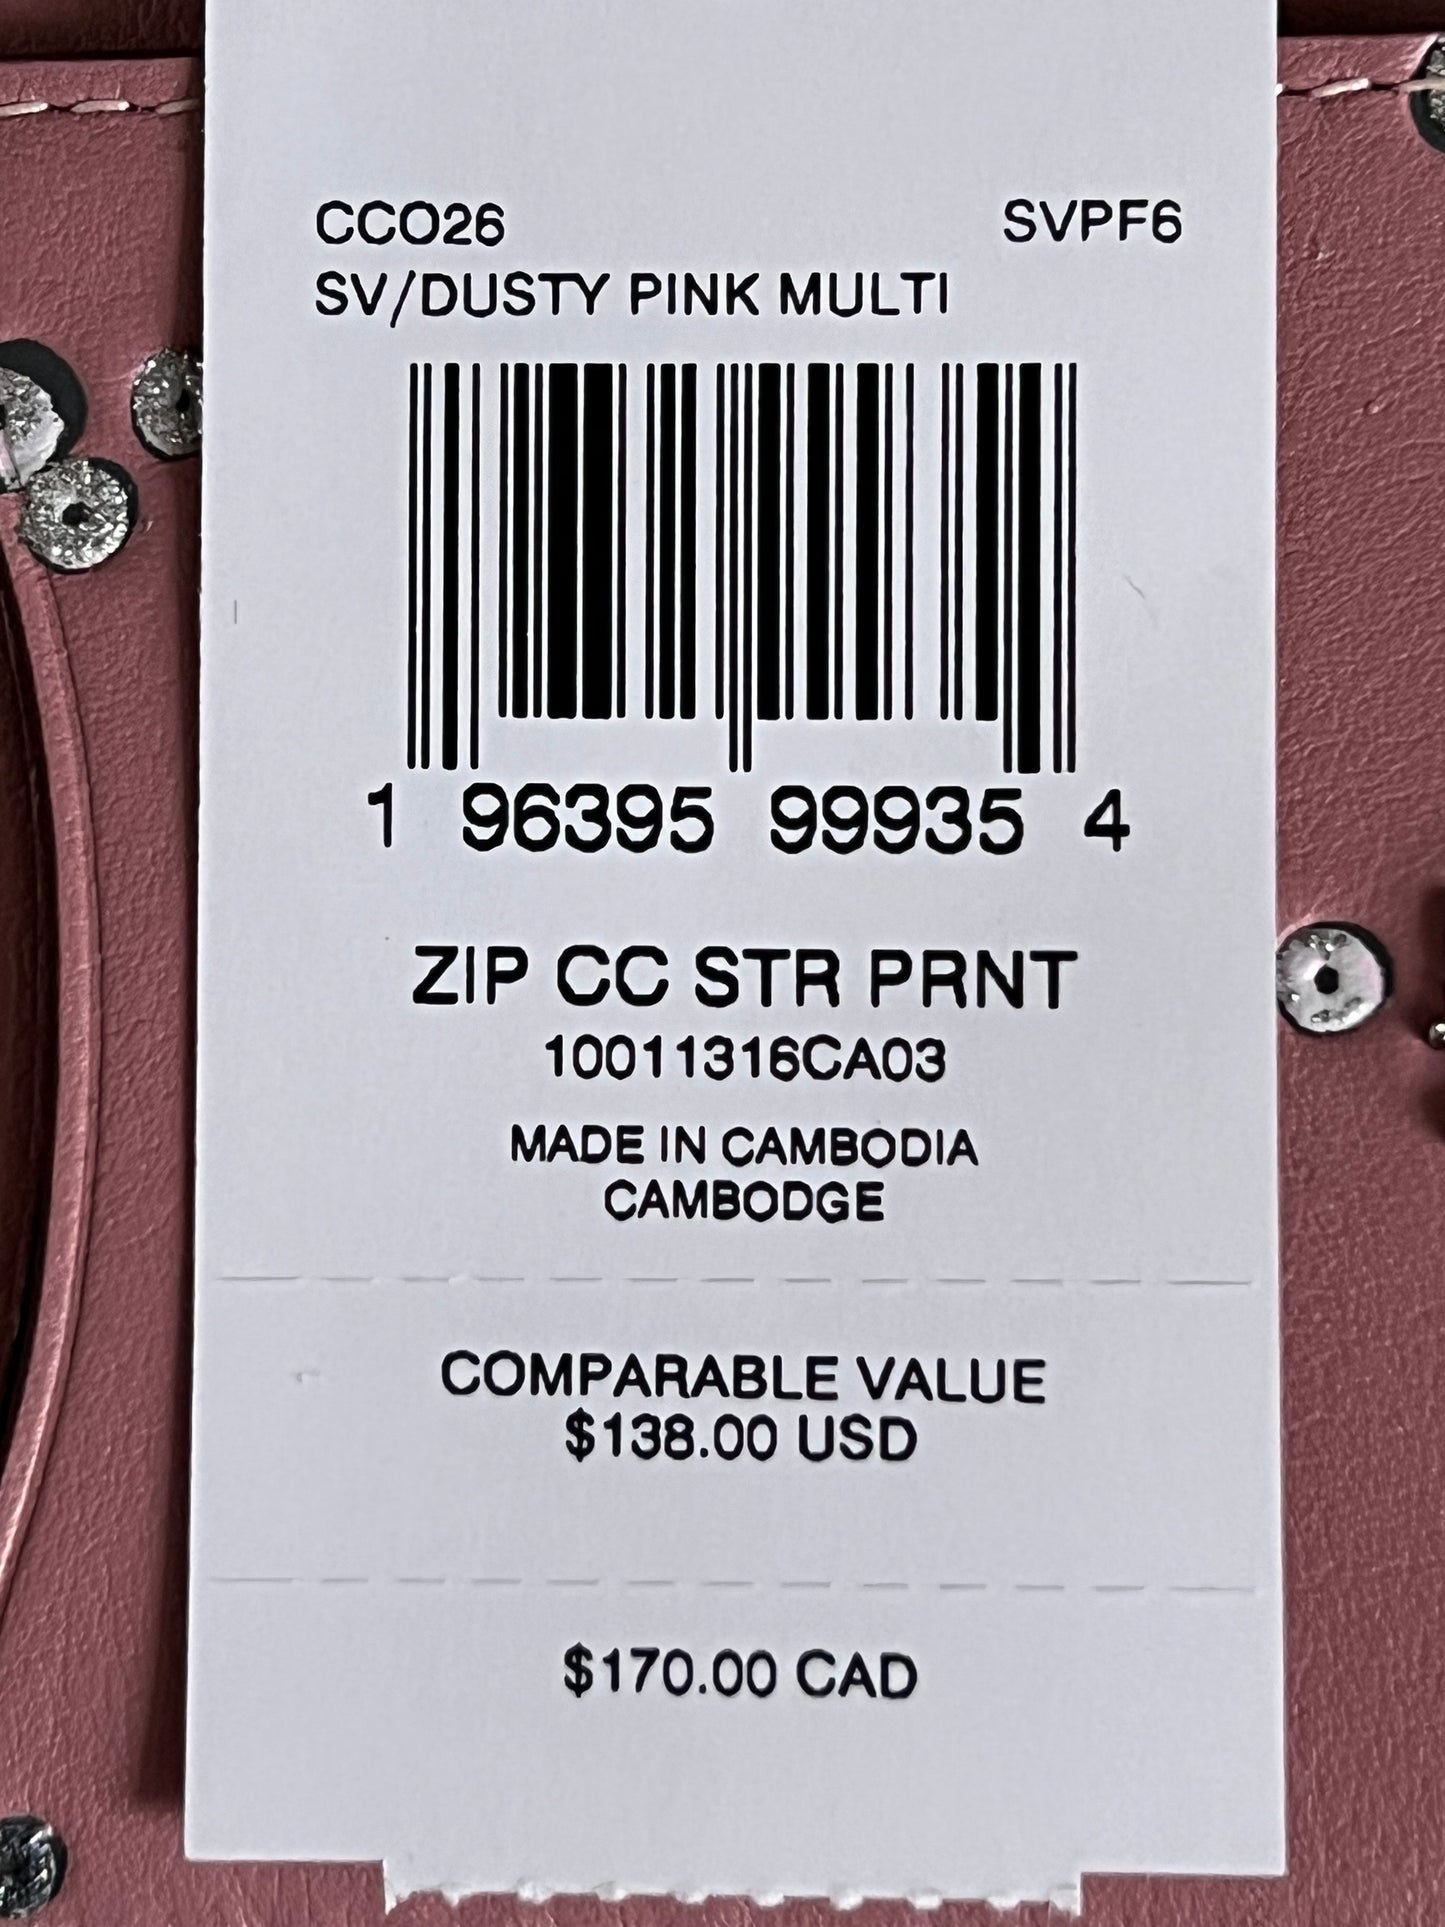 CCO26 SVPF6
SV/DUSTY PINK MULTI
1 96395 99935 4
ZIP CC STR PRNT
10011316CA03
MADE IN CAMBODIA
CAMBODGE
COMPARABLE VALUE
$138.00 USD
$170.00 CAD